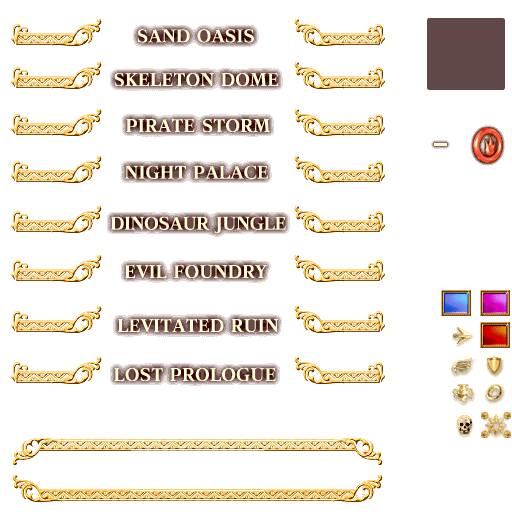 SAND OASIS
SKELETON DOME
PIRATE STORM
NIGHT PALACE
DINOSAUR JUNGLE
EVIL FOUNDRY
LEVITATED RUIN
LOST PROLOGUE